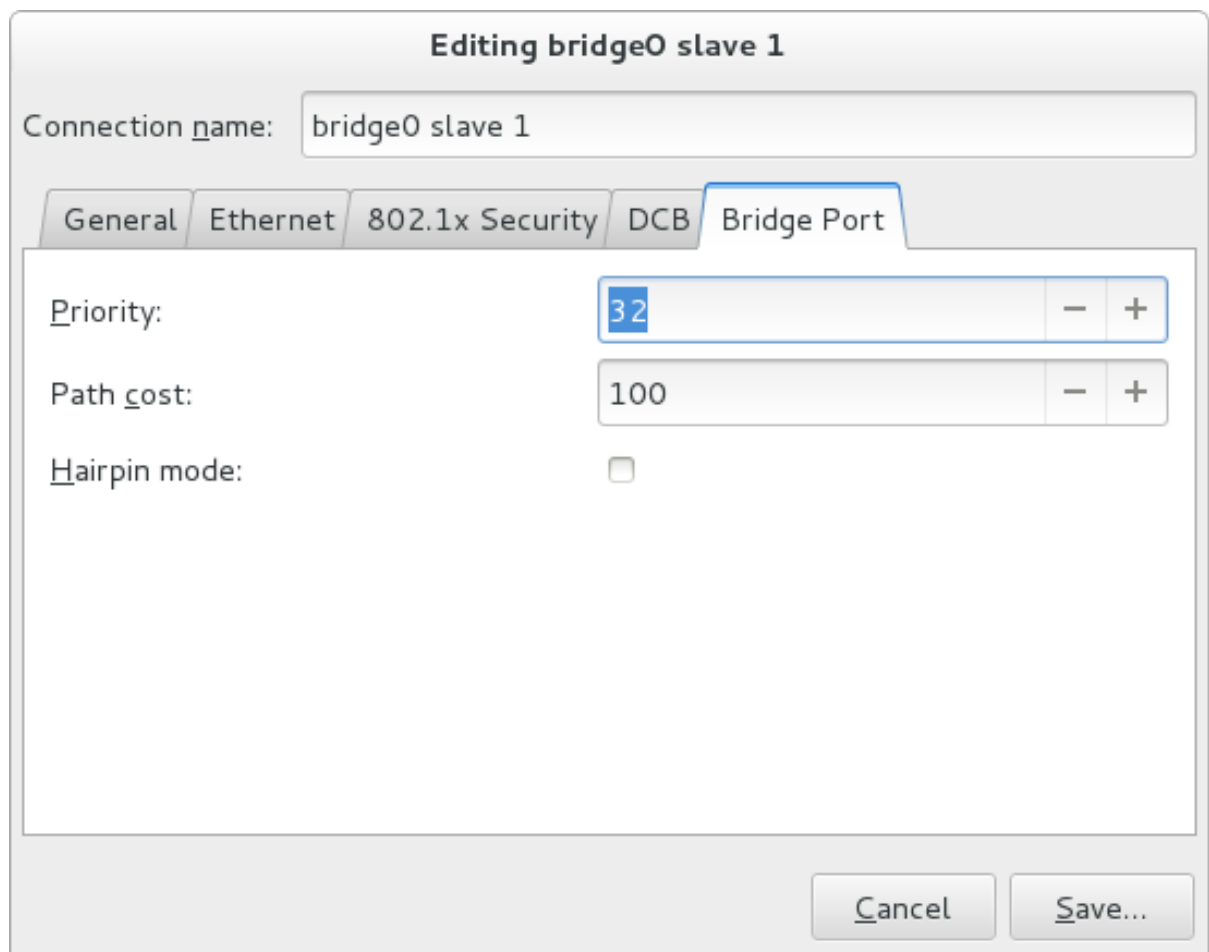 Editing bridge0 slave 1
Connection name: bridge0 slave 1
General Ethernet 802.1x Security DCB Bridge Port
Priority: 32 − +
Path cost: 100 − +
Hairpin mode:
Cancel Save...